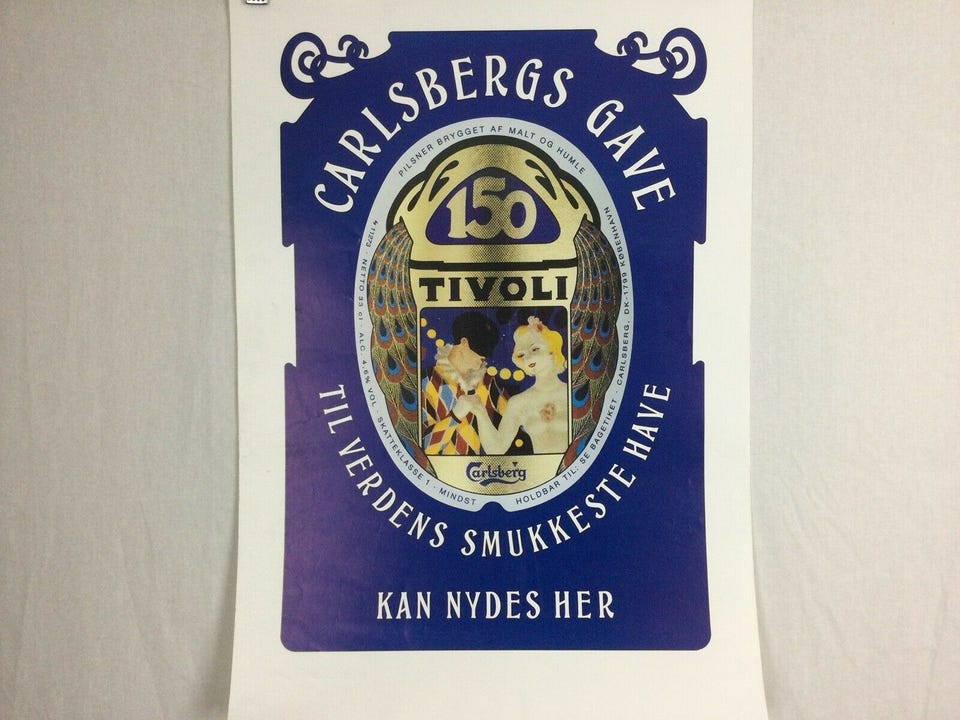 CARLSBERGS GAVE
PILSNER BRYGGET AF MALT OG HUMLE
411273 · NETTO 33 cl · ALC. 4,6% VOL · SKATTEKLASSE 1 · MINDST
HOLDBAR TIL: SE BAGETIKET · CARLSBERG, DK-1799 KØBENHAVN
150
TIVOLI
Carlsberg
TIL VERDENS SMUKKESTE HAVE
KAN NYDES HER